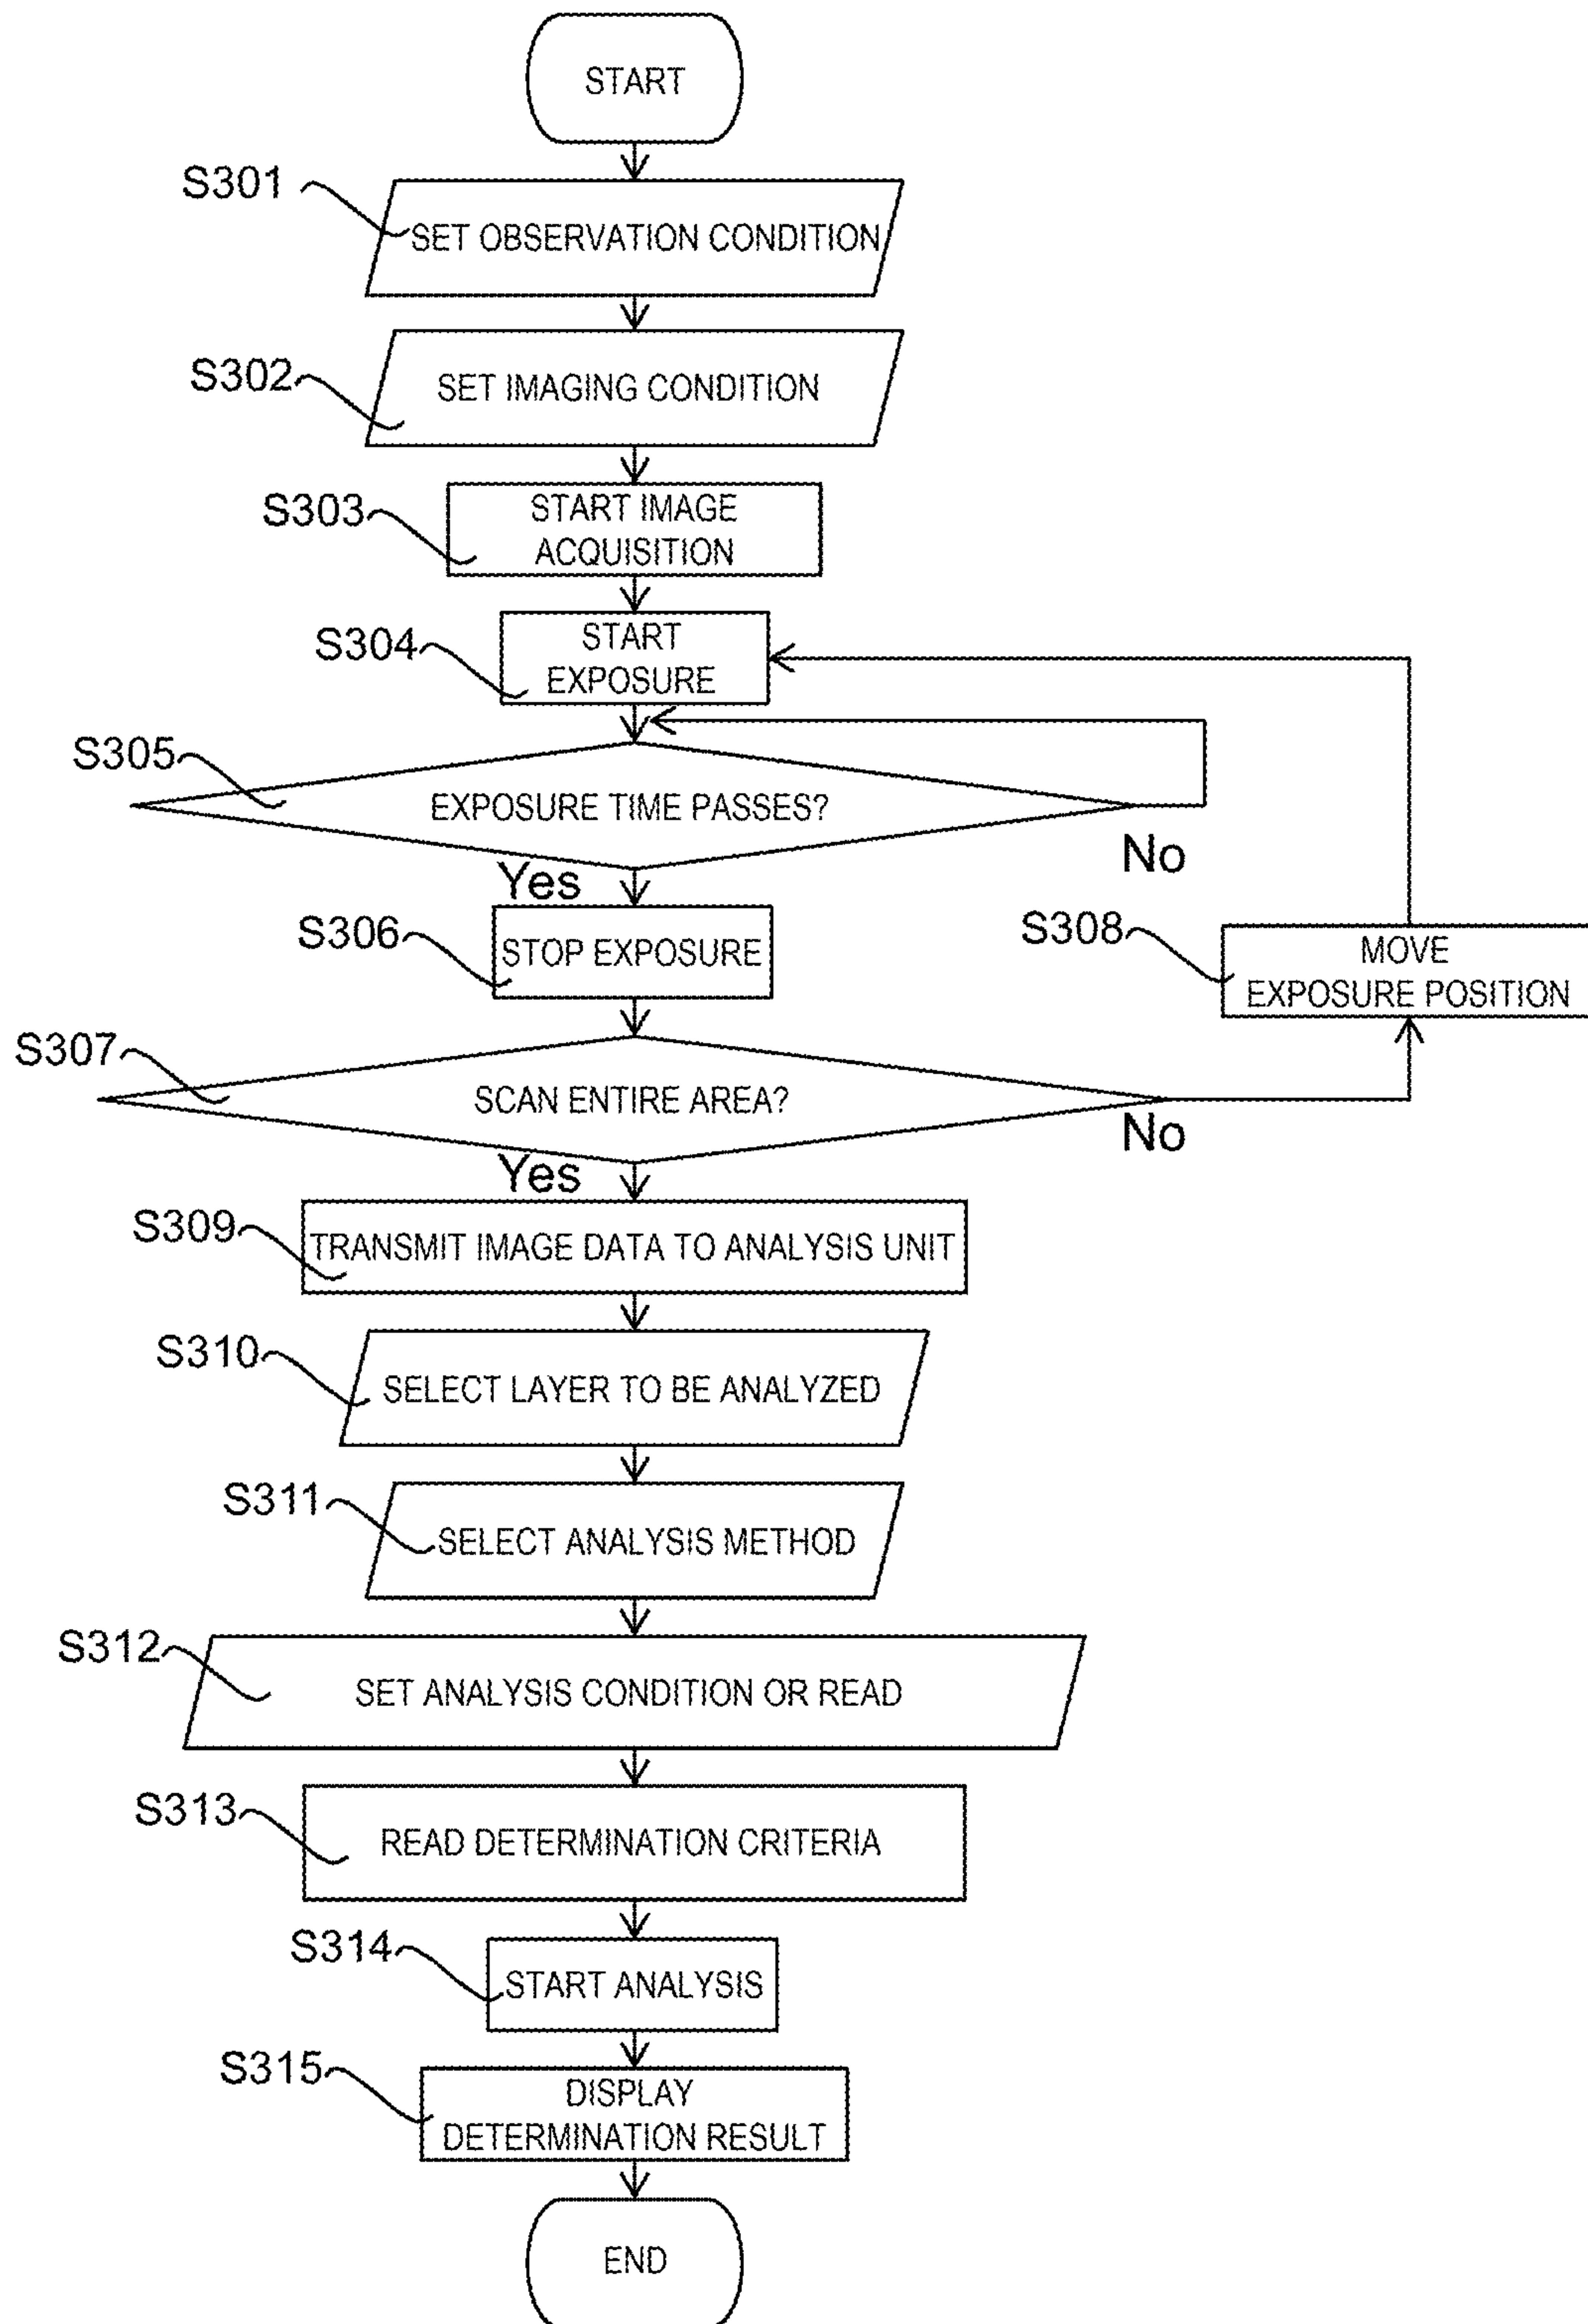 START
S301
SET OBSERVATION CONDITION
S302
SET IMAGING CONDITION
S303
START IMAGE
ACQUISITION
S304
START
EXPOSURE
S305
EXPOSURE TIME PASSES?
No
Yes
S306
STOP EXPOSURE
S308
MOVE
EXPOSURE POSITION
S307
SCAN ENTIRE AREA?
No
Yes
S309
TRANSMIT IMAGE DATA TO ANALYSIS UNIT
S310
SELECT LAYER TO BE ANALYZED
S311
SELECT ANALYSIS METHOD
S312
SET ANALYSIS CONDITION OR READ
S313
READ DETERMINATION CRITERIA
S314
START ANALYSIS
S315
DISPLAY
DETERMINATION RESULT
END